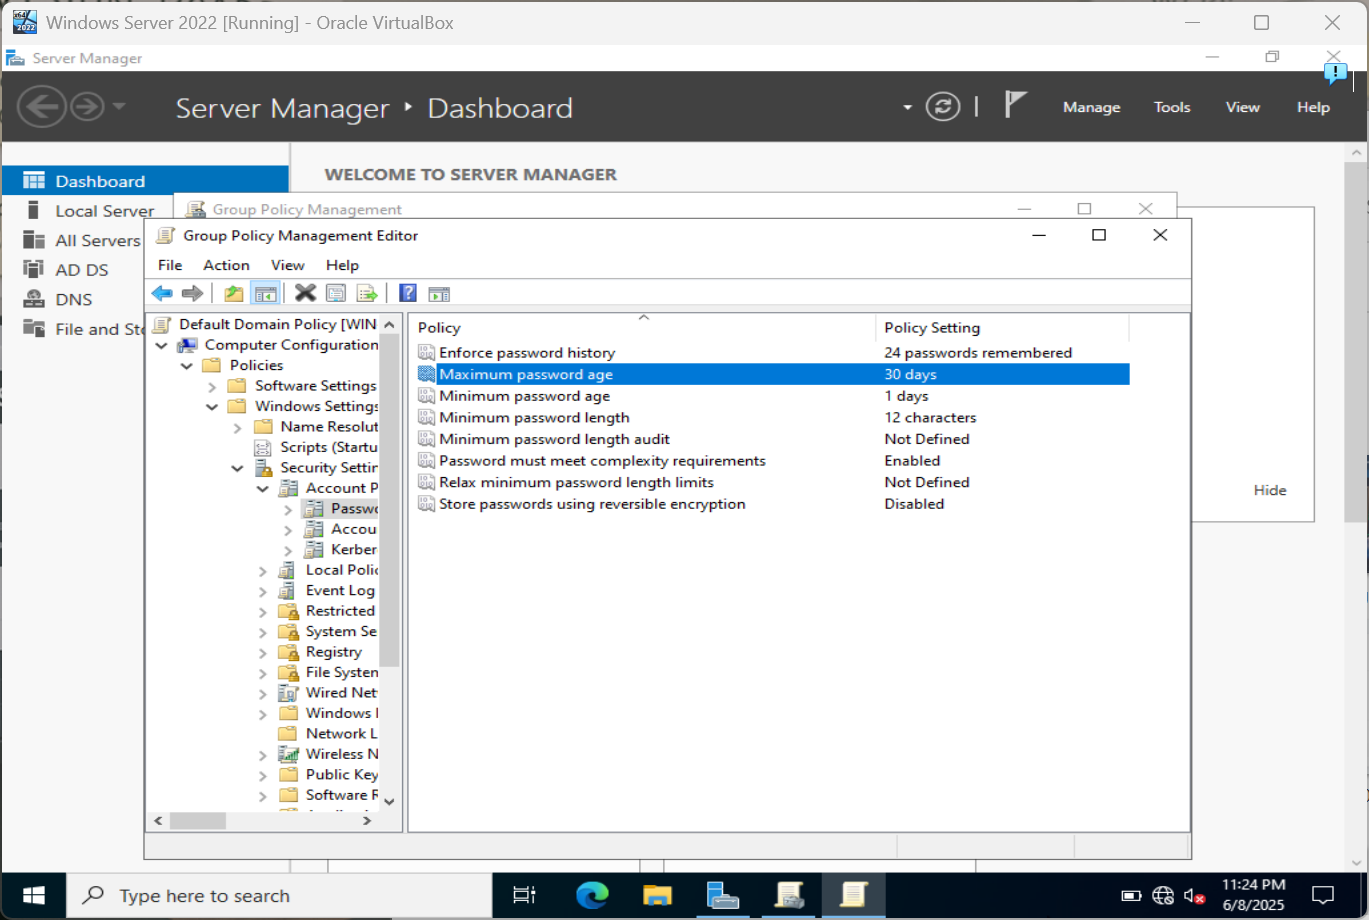 Windows Server 2022 [Running] - Oracle VirtualBox
Server Manager
Server Manager ‣ Dashboard
Manage Tools View Help
Dashboard
Local Server
All Servers
AD DS
DNS
File and Sto
WELCOME TO SERVER MANAGER
Group Policy Management
Group Policy Management Editor
File Action View Help
Default Domain Policy [WIN
Computer Configuration
Policies
Software Settings
Windows Settings
Name Resolut
Scripts (Startu
Security Settin
Account P
Passwo
Accou
Kerber
Local Polic
Event Log
Restricted
System Se
Registry
File System
Wired Net
Windows
Network L
Wireless N
Public Key
Software R
Policy Policy Setting
Enforce password history 24 passwords remembered
Maximum password age 30 days
Minimum password age 1 days
Minimum password length 12 characters
Minimum password length audit Not Defined
Password must meet complexity requirements Enabled
Relax minimum password length limits Not Defined
Store passwords using reversible encryption Disabled
Hide
Type here to search
11:24 PM
6/8/2025